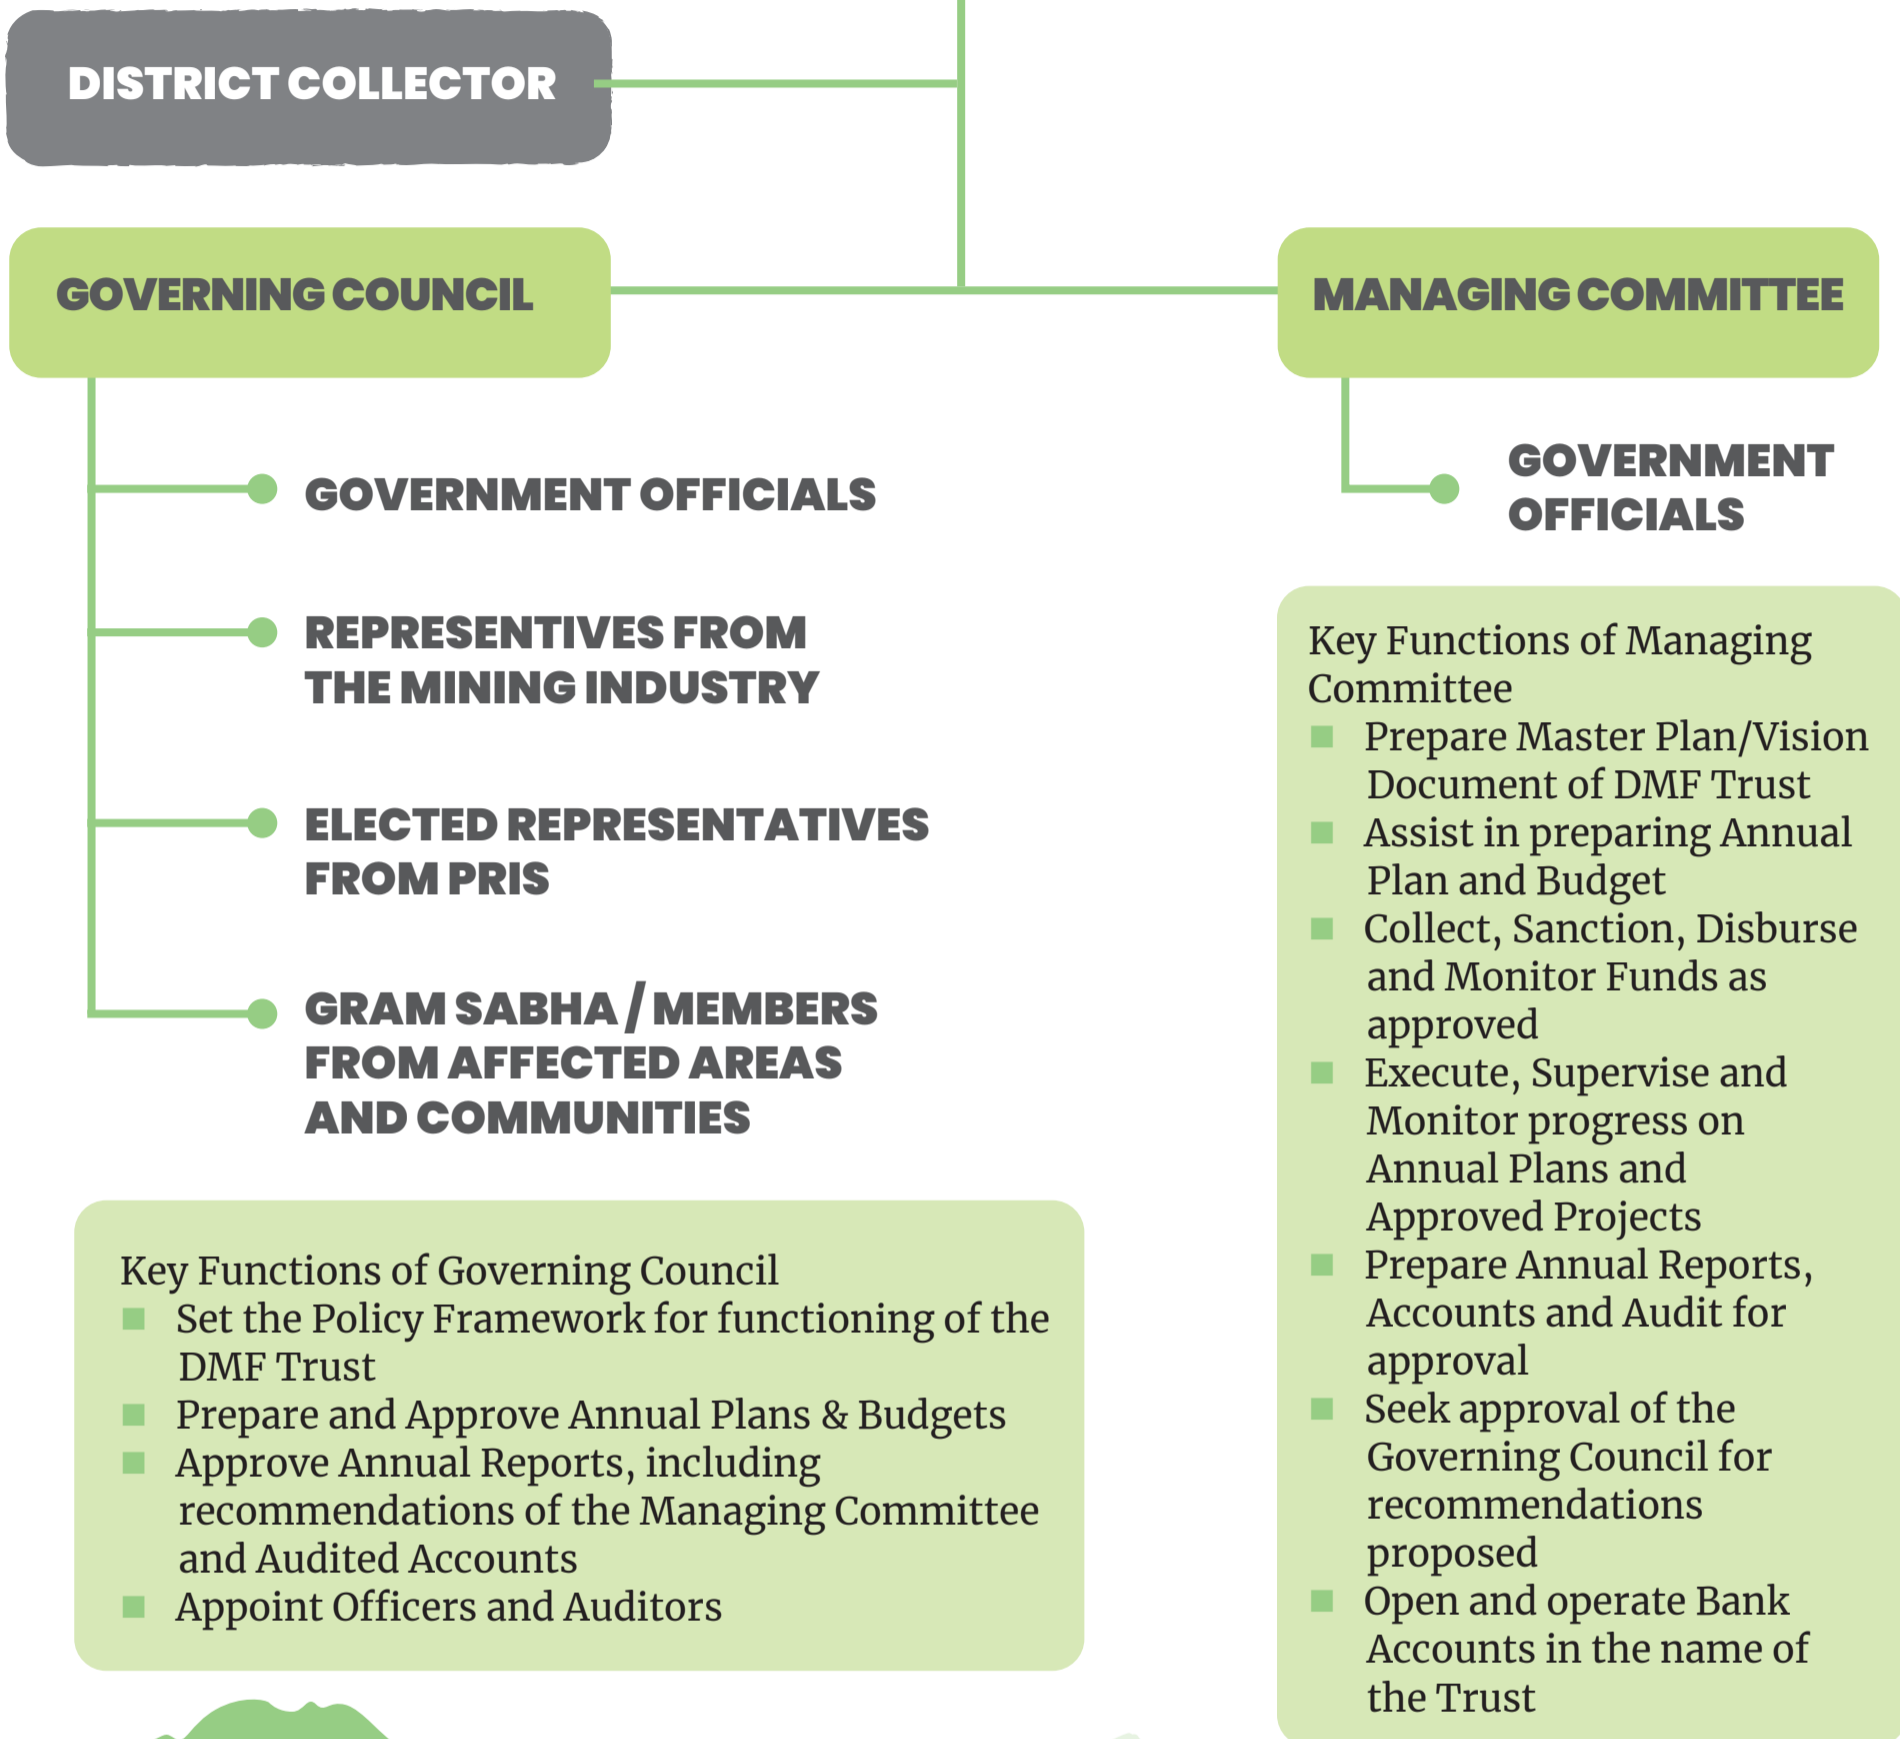 DISTRICT COLLECTOR
GOVERNING COUNCIL
GOVERNMENT OFFICIALS
REPRESENTIVES FROM
THE MINING INDUSTRY
ELECTED REPRESENTATIVES
FROM PRIS
GRAM SABHA / MEMBERS
FROM AFFECTED AREAS
AND COMMUNITIES
Key Functions of Governing Council
Set the Policy Framework for functioning of the
DMF Trust
Prepare and Approve Annual Plans & Budgets
Approve Annual Reports, including
recommendations of the Managing Committee
and Audited Accounts
Appoint Officers and Auditors
MANAGING COMMITTEE
GOVERNMENT
OFFICIALS
Key Functions of Managing
Committee
Prepare Master Plan/Vision
Document of DMF Trust
Assist in preparing Annual
Plan and Budget
Collect, Sanction, Disburse
and Monitor Funds as
approved
Execute, Supervise and
Monitor progress on
Annual Plans and
Approved Projects
Prepare Annual Reports,
Accounts and Audit for
approval
Seek approval of the
Governing Council for
recommendations
proposed
Open and operate Bank
Accounts in the name of
the Trust